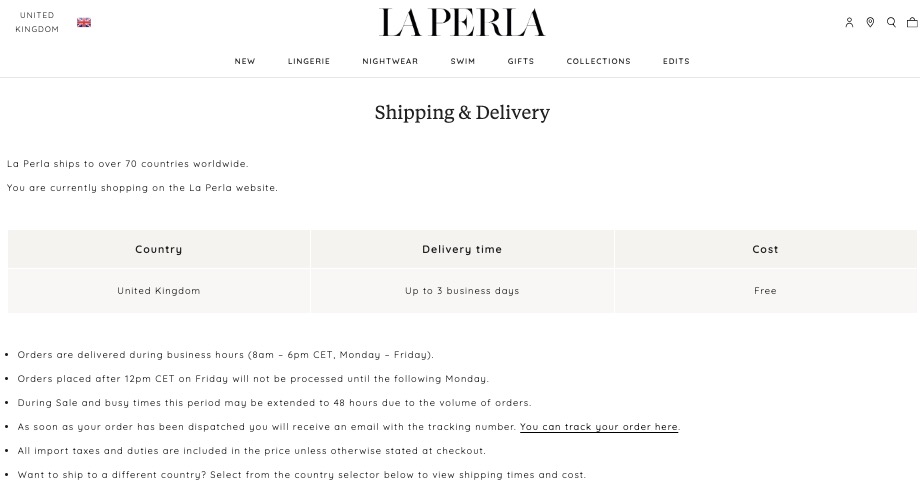 UNITED
KINGDOM
LA PERLA
NEW LINGERIE NIGHTWEAR SWIM GIFTS COLLECTIONS EDITS
Shipping & Delivery
La Perla ships to over 70 countries worldwide.
You are currently shopping on the La Perla website.
Country Delivery time Cost
United Kingdom Up to 3 business days Free
• Orders are delivered during business hours (8am – 6pm CET, Monday – Friday).
• Orders placed after 12pm CET on Friday will not be processed until the following Monday.
• During Sale and busy times this period may be extended to 48 hours due to the volume of orders.
• As soon as your order has been dispatched you will receive an email with the tracking number. You can track your order here.
• All import taxes and duties are included in the price unless otherwise stated at checkout.
• Want to ship to a different country? Select from the country selector below to view shipping times and cost.